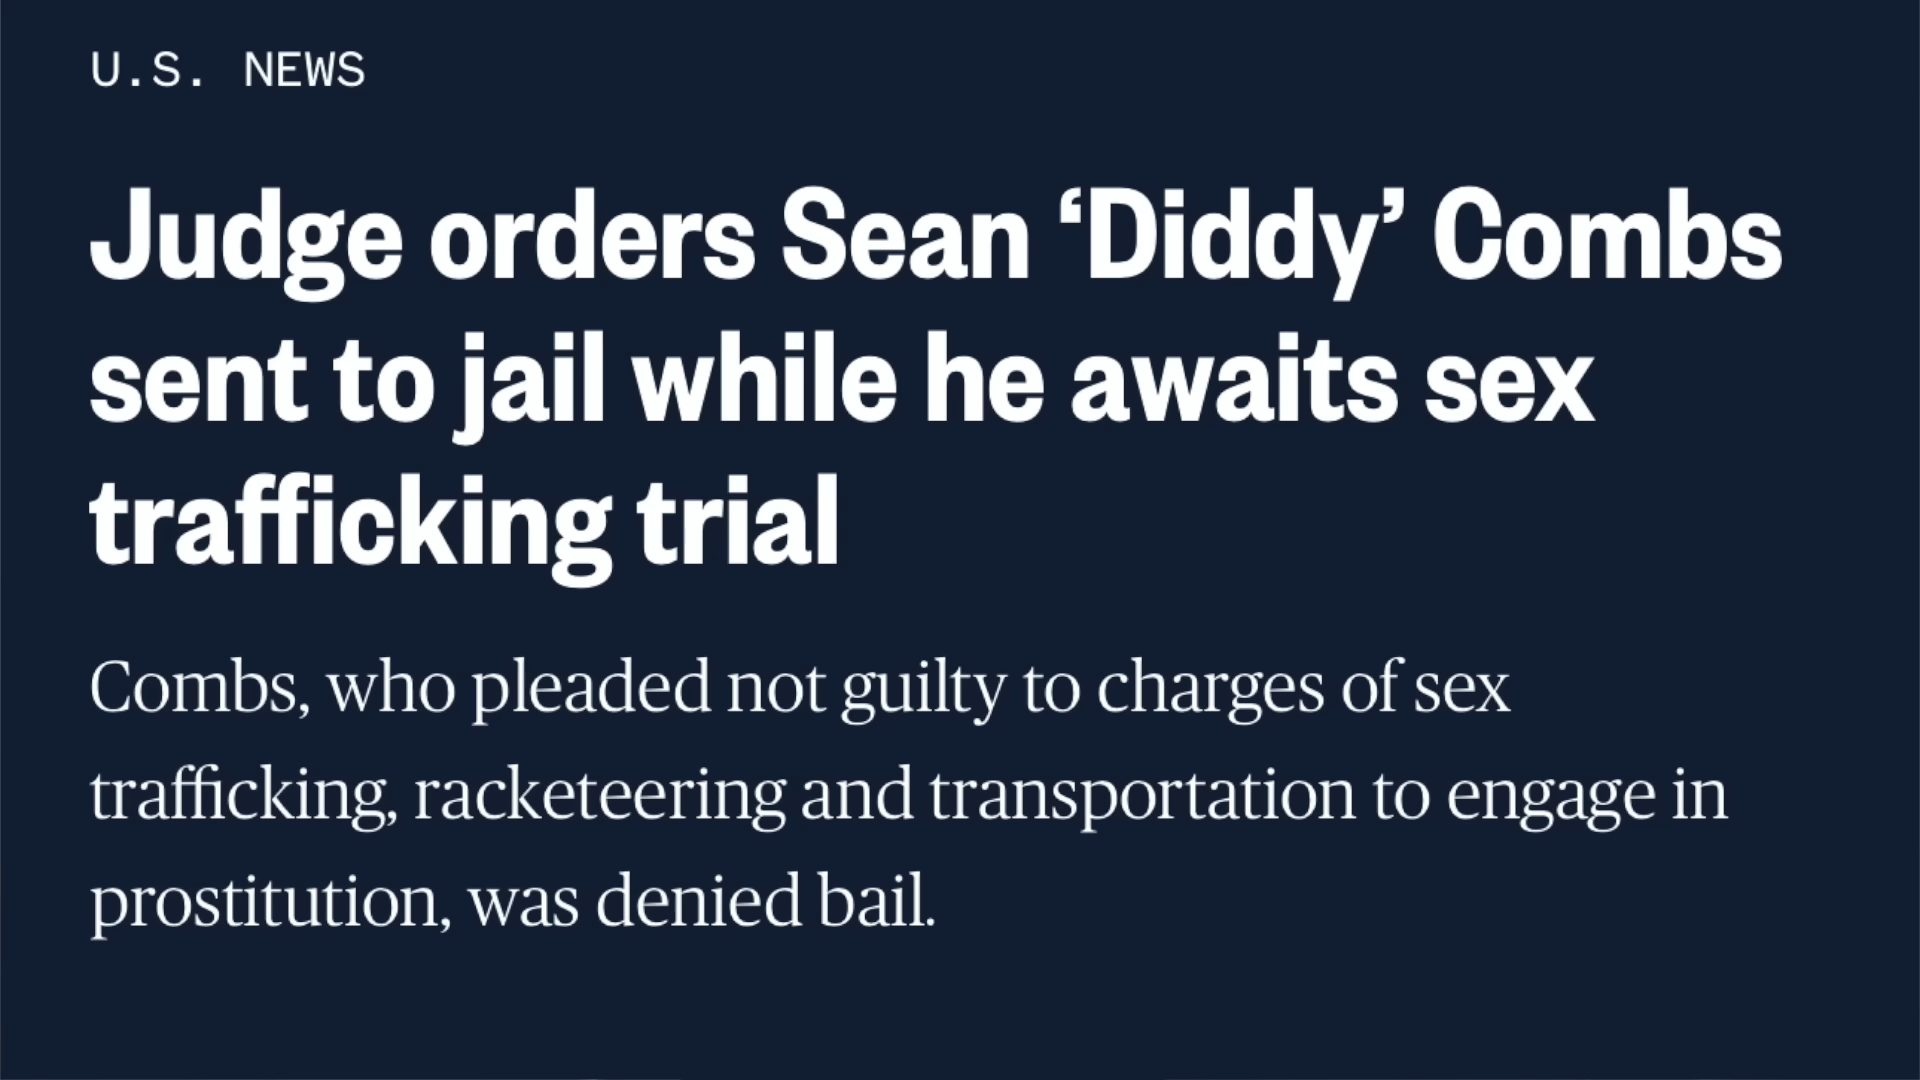 U.S. NEWS
Judge orders Sean ‘Diddy’ Combs
sent to jail while he awaits sex
trafficking trial
Combs, who pleaded not guilty to charges of sex
trafficking, racketeering and transportation to engage in
prostitution, was denied bail.